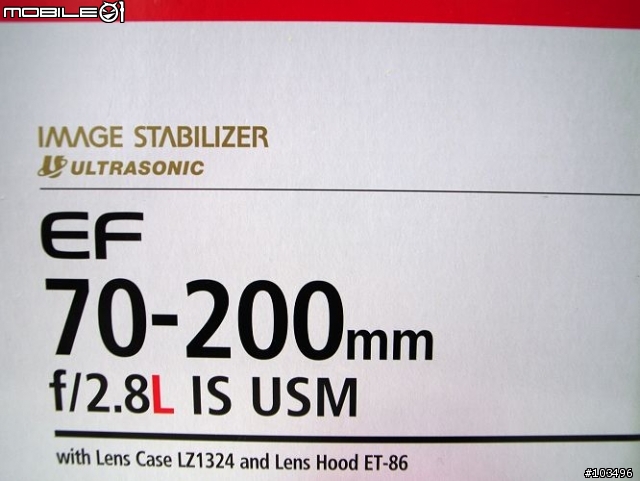 MOBILE01
IMAGE STABILIZER
ULTRASONIC
EF
70-200mm
f/2.8L IS USM
with Lens Case LZ1324 and Lens Hood ET-86
#103496